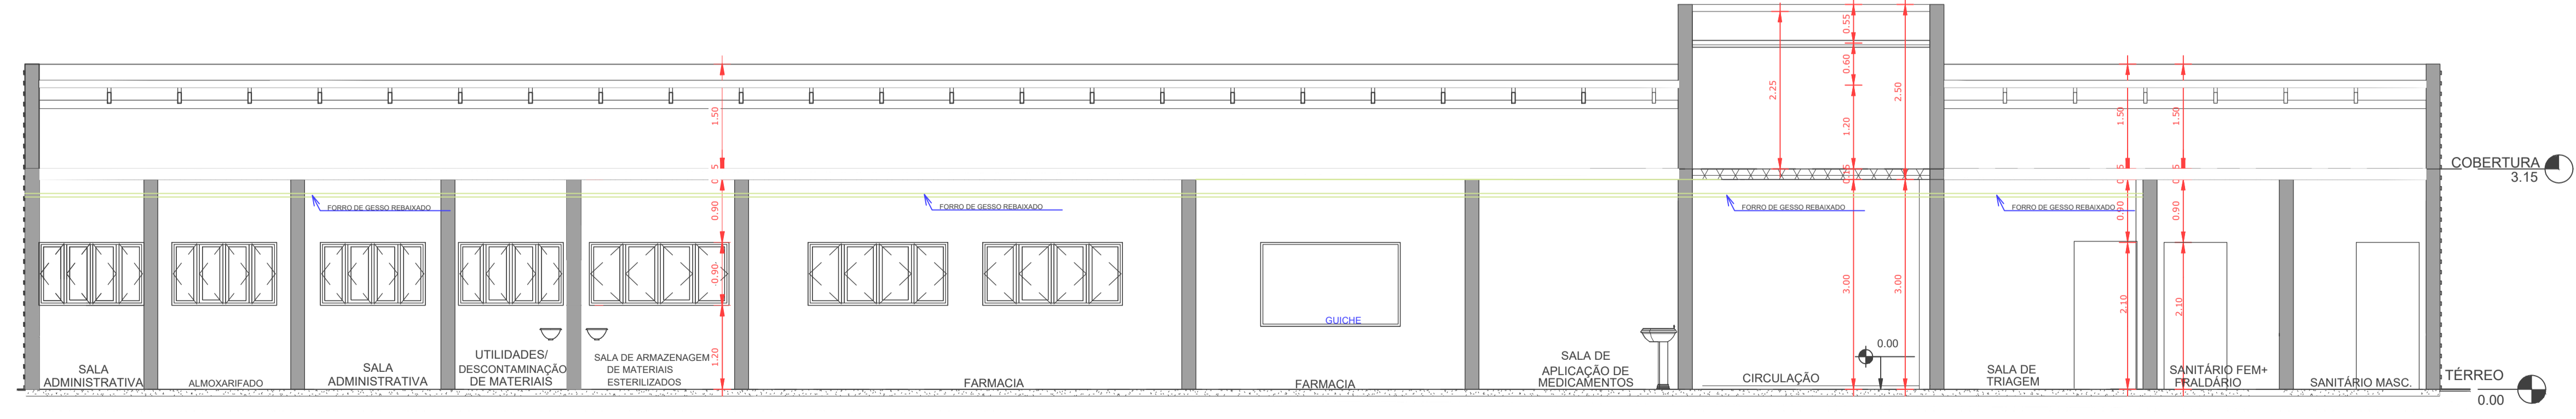 0.55
0.60
2.25
2.50
1.50
1.20
1.50
1.50
COBERTURA
3.15
0.15
FORRO DE GESSO REBAIXADO
0.90
FORRO DE GESSO REBAIXADO
FORRO DE GESSO REBAIXADO
FORRO DE GESSO REBAIXADO
0.90
0.90
0.90
3.00
3.00
2.10
2.10
GUICHE
1.20
0.00
SALA
ADMINISTRATIVA
ALMOXARIFADO
SALA
ADMINISTRATIVA
UTILIDADES/
DESCONTAMINAÇÃO
DE MATERIAIS
SALA DE ARMAZENAGEM
DE MATERIAIS
ESTERILIZADOS
FARMACIA
FARMACIA
SALA DE
APLICAÇÃO DE
MEDICAMENTOS
CIRCULAÇÃO
SALA DE
TRIAGEM
SANITÁRIO FEM+
FRALDÁRIO
SANITÁRIO MASC.
TÉRREO
0.00